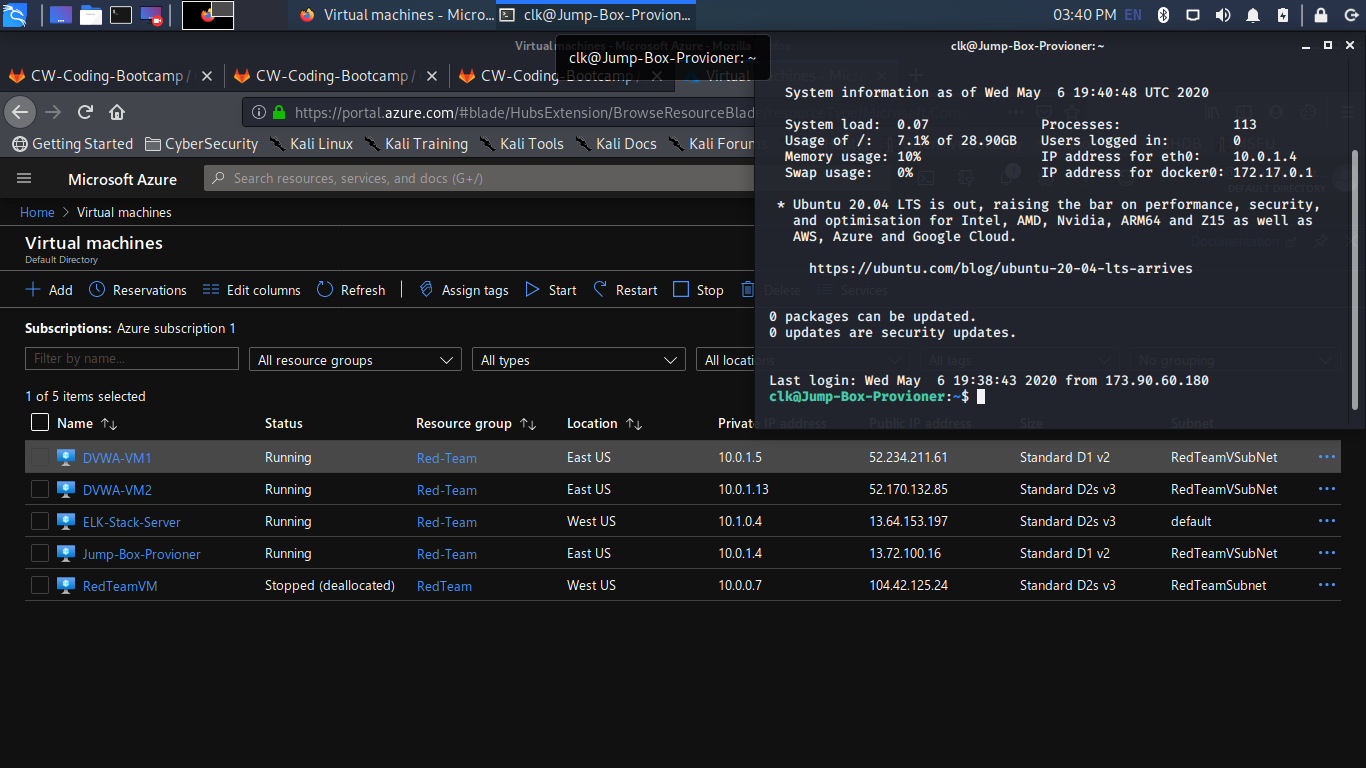 Virtual machines - Micro...
clk@Jump-Box-Provion...
03:40 PM EN
Virtual machines - Microsoft Azure - Mozilla
clk@Jump-Box-Provioner: ~
clk@Jump-Box-Provioner: ~
CW-Coding-Bootcamp /
CW-Coding-Bootcamp /
CW-Coding-Bootcamp /
Virtual machines - Micro
https://portal.azure.com/#blade/HubsExtension/BrowseResourceBlad
Getting Started
CyberSecurity
Kali Linux
Kali Training
Kali Tools
Kali Docs
Kali Forum
Microsoft Azure
Search resources, services, and docs (G+/)
DEFAULT DIRECTORY
Home > Virtual machines
Virtual machines
Default Directory
Documentation
Add
Reservations
Edit columns
Refresh
Assign tags
Start
Restart
Stop
Delete
Services
System information as of Wed May  6 19:40:48 UTC 2020
System load:  0.07 Processes: 113
Usage of /:   7.1% of 28.90GB Users logged in: 0
Memory usage: 10% IP address for eth0: 10.0.1.4
Swap usage:   0% IP address for docker0: 172.17.0.1
* Ubuntu 20.04 LTS is out, raising the bar on performance, security,
and optimisation for Intel, AMD, Nvidia, ARM64 and Z15 as well as
AWS, Azure and Google Cloud.
https://ubuntu.com/blog/ubuntu-20-04-lts-arrives
0 packages can be updated.
0 updates are security updates.
Last login: Wed May  6 19:38:43 2020 from 173.90.60.180
clk@Jump-Box-Provioner:~$
Subscriptions: Azure subscription 1
Filter by name...
All resource groups
All types
All locations
All tags
No grouping
1 of 5 items selected
Name Status Resource group Location Private IP address Public IP address Size Subnet
DVWA-VM1 Running Red-Team East US 10.0.1.5 52.234.211.61 Standard D1 v2 RedTeamVSubNet ...
DVWA-VM2 Running Red-Team East US 10.0.1.13 52.170.132.85 Standard D2s v3 RedTeamVSubNet ...
ELK-Stack-Server Running Red-Team West US 10.1.0.4 13.64.153.197 Standard D2s v3 default ...
Jump-Box-Provioner Running Red-Team East US 10.0.1.4 13.72.100.16 Standard D1 v2 RedTeamVSubNet ...
RedTeamVM Stopped (deallocated) RedTeam West US 10.0.0.7 104.42.125.24 Standard D2s v3 RedTeamSubnet ...